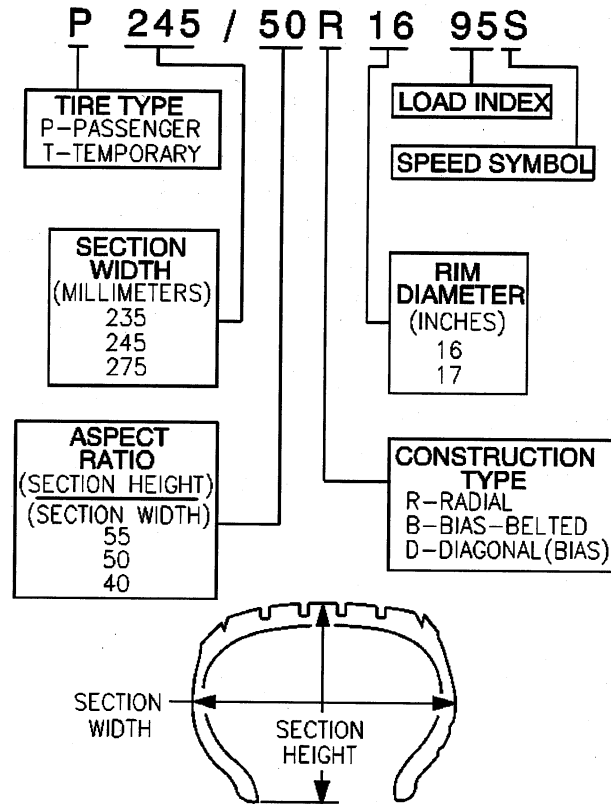 P 245 / 50 R 16 95S
TIRE TYPE
P-PASSENGER
T-TEMPORARY
LOAD INDEX
SPEED SYMBOL
SECTION
WIDTH
(MILLIMETERS)
235
245
275
RIM
DIAMETER
(INCHES)
16
17
ASPECT
RATIO
(SECTION HEIGHT)
(SECTION WIDTH)
55
50
40
CONSTRUCTION
TYPE
R-RADIAL
B-BIAS-BELTED
D-DIAGONAL(BIAS)
SECTION
WIDTH
SECTION
HEIGHT